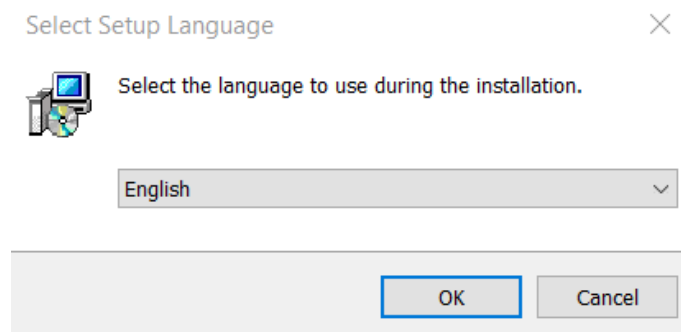 Select Setup Language
Select the language to use during the installation.
English
OK
Cancel